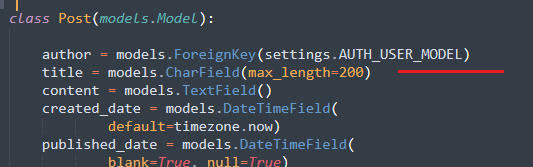 class Post(models.Model):
author = models.ForeignKey(settings.AUTH_USER_MODEL)
title = models.CharField(max_length=200)
content = models.TextField()
created_date = models.DateTimeField(
default=timezone.now)
published_date = models.DateTimeField(
blank=True, null=True)